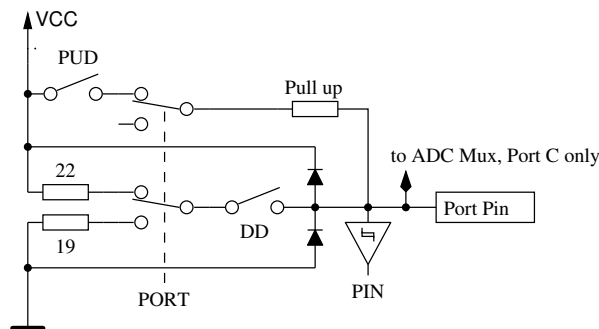 VCC
PUD
Pull up
to ADC Mux, Port C only
22
Port Pin
19
DD
PORT
PIN